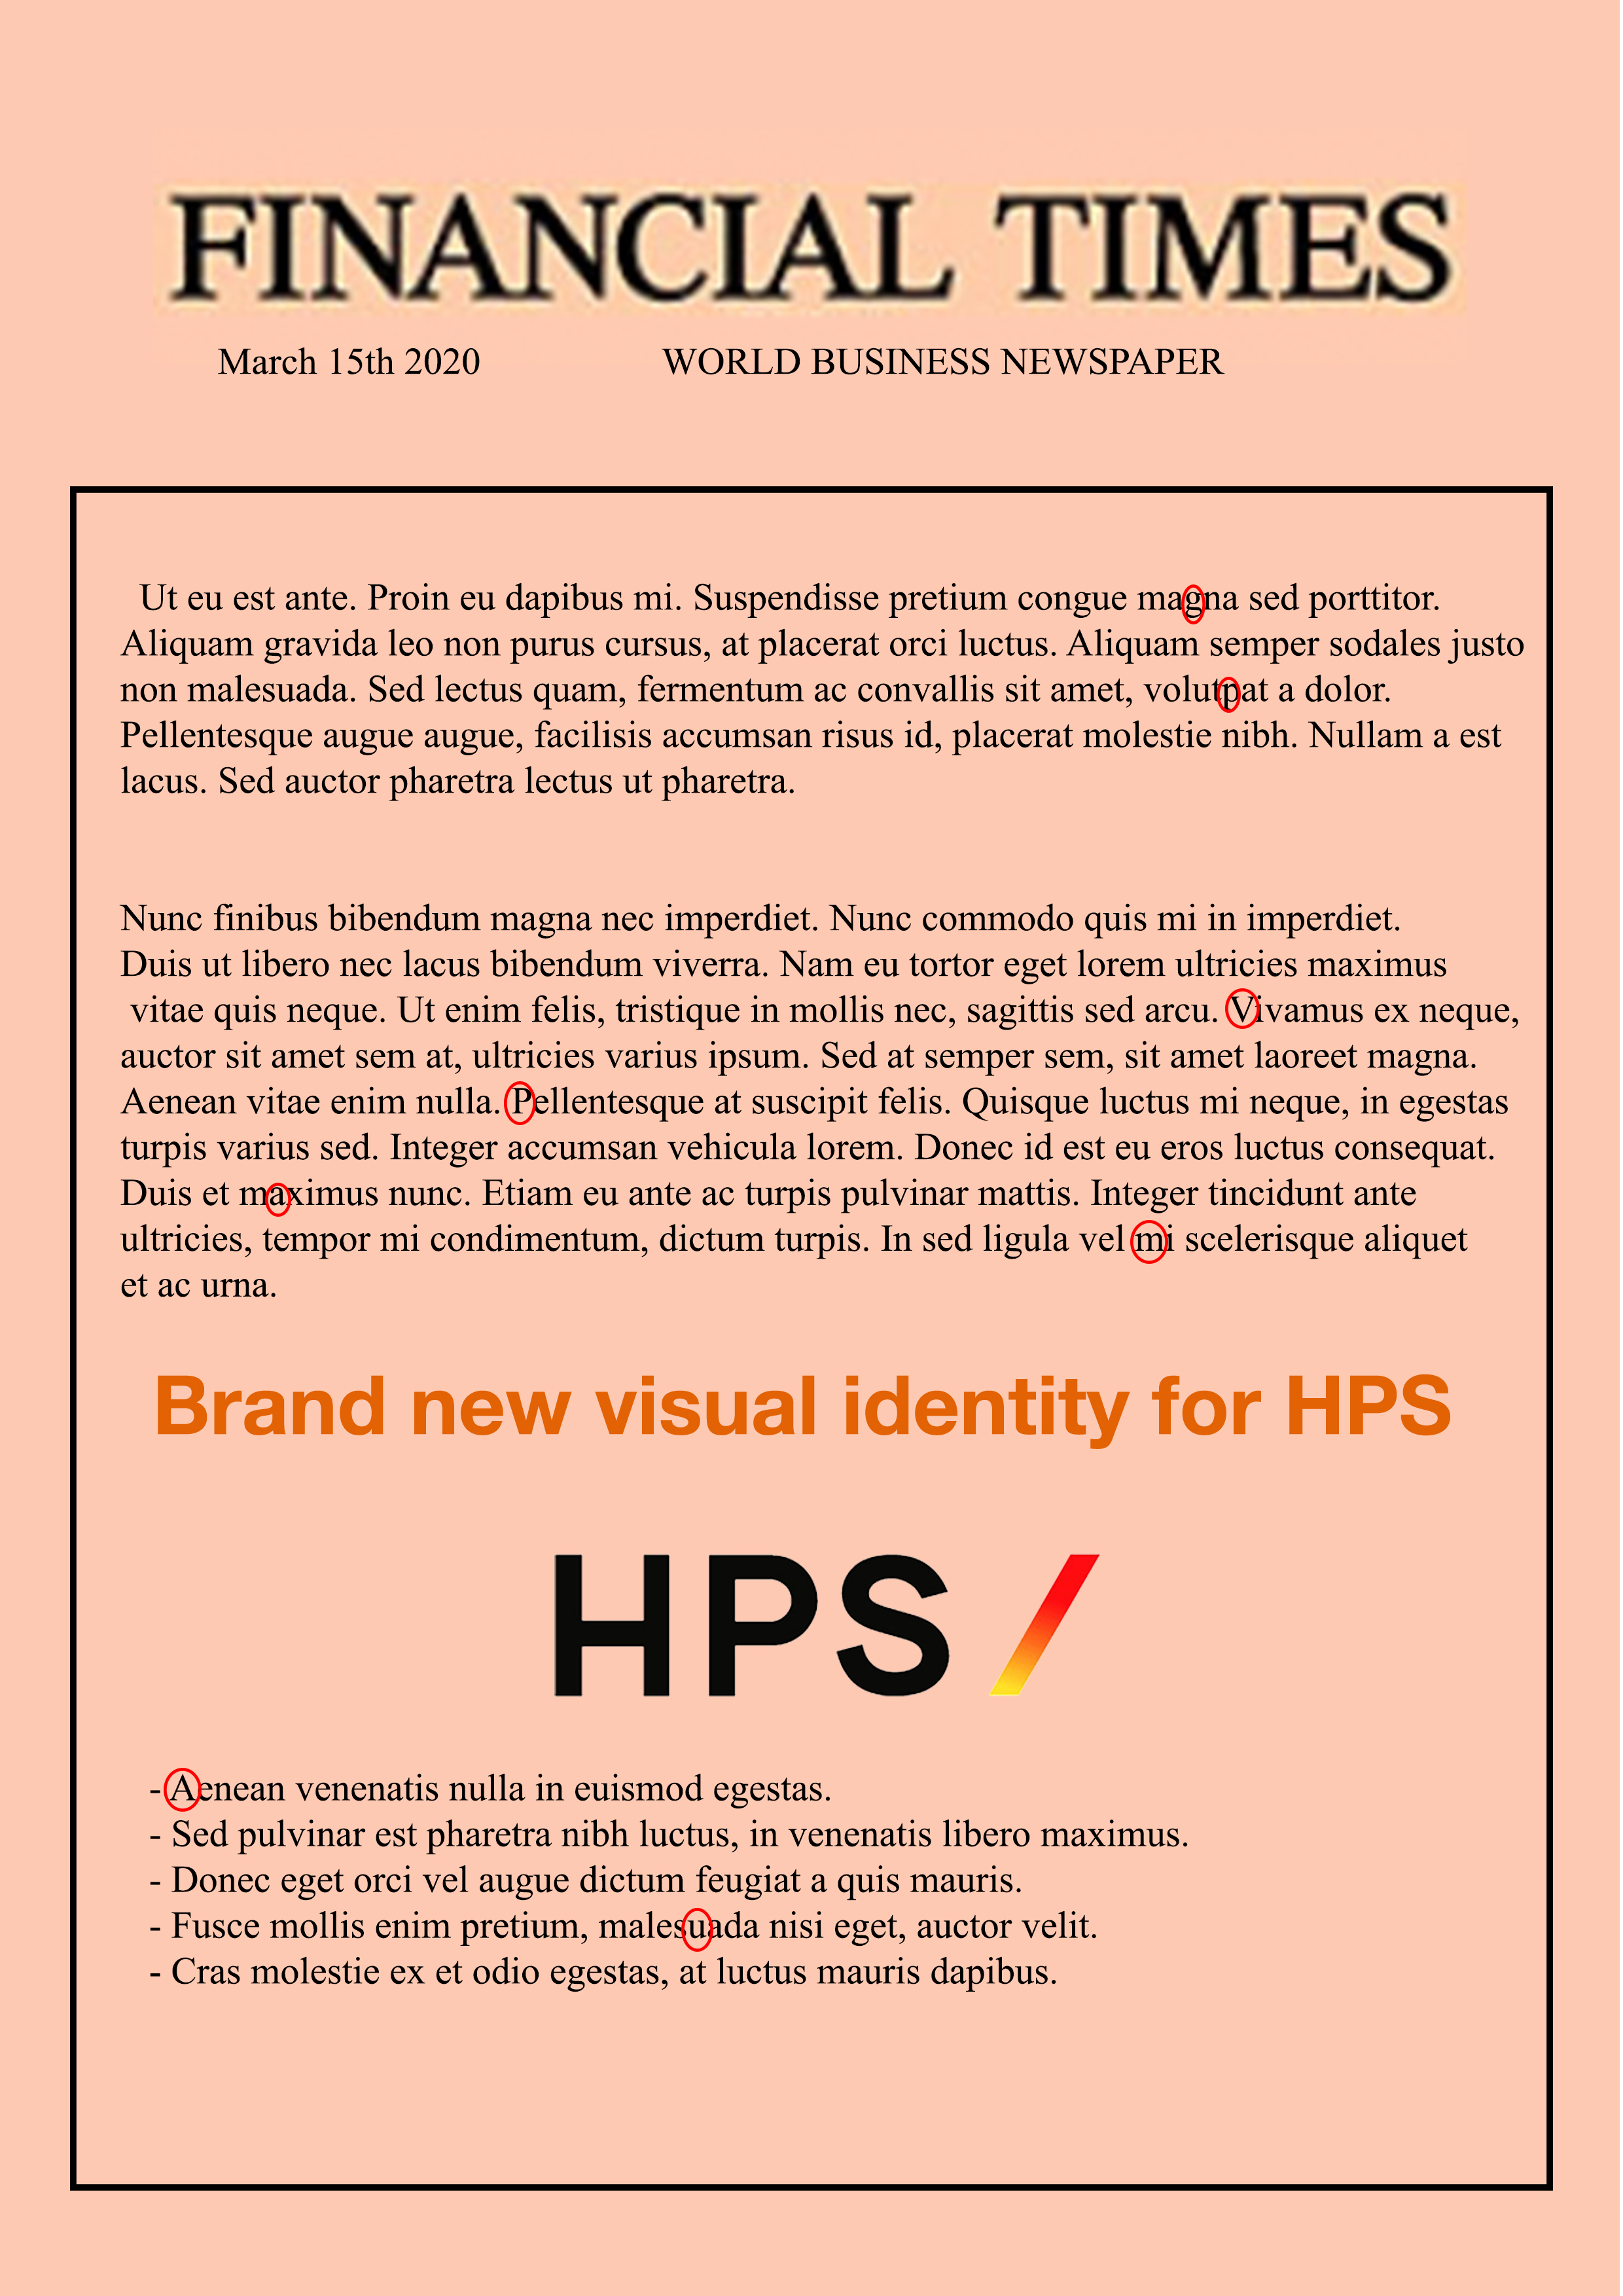 FINANCIAL TIMES
March 15th 2020 WORLD BUSINESS NEWSPAPER
Ut eu est ante. Proin eu dapibus mi. Suspendisse pretium congue magna sed porttitor.
Aliquam gravida leo non purus cursus, at placerat orci luctus. Aliquam semper sodales justo
non malesuada. Sed lectus quam, fermentum ac convallis sit amet, volutpat a dolor.
Pellentesque augue augue, facilisis accumsan risus id, placerat molestie nibh. Nullam a est
lacus. Sed auctor pharetra lectus ut pharetra.
Nunc finibus bibendum magna nec imperdiet. Nunc commodo quis mi in imperdiet.
Duis ut libero nec lacus bibendum viverra. Nam eu tortor eget lorem ultricies maximus
vitae quis neque. Ut enim felis, tristique in mollis nec, sagittis sed arcu. Vivamus ex neque,
auctor sit amet sem at, ultricies varius ipsum. Sed at semper sem, sit amet laoreet magna.
Aenean vitae enim nulla. Pellentesque at suscipit felis. Quisque luctus mi neque, in egestas
turpis varius sed. Integer accumsan vehicula lorem. Donec id est eu eros luctus consequat.
Duis et maximus nunc. Etiam eu ante ac turpis pulvinar mattis. Integer tincidunt ante
ultricies, tempor mi condimentum, dictum turpis. In sed ligula vel mi scelerisque aliquet
et ac urna.
Brand new visual identity for HPS
HPS /
- Aenean venenatis nulla in euismod egestas.
- Sed pulvinar est pharetra nibh luctus, in venenatis libero maximus.
- Donec eget orci vel augue dictum feugiat a quis mauris.
- Fusce mollis enim pretium, malesuada nisi eget, auctor velit.
- Cras molestie ex et odio egestas, at luctus mauris dapibus.